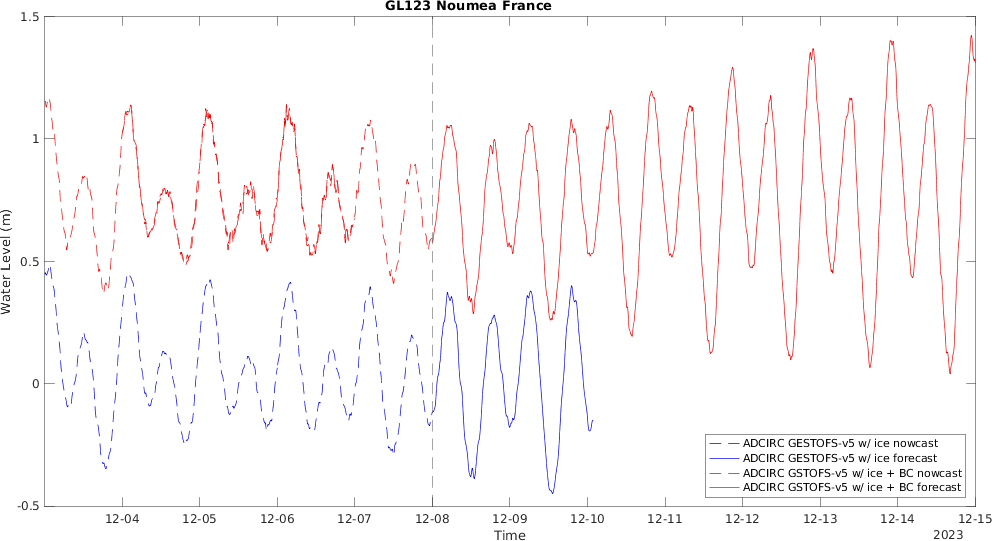 GL123 Noumea France
Water Level (m)
1.5
1
0.5
0
-0.5
12-04 12-05 12-06 12-07 12-08 12-09 12-10 12-11 12-12 12-13 12-14 12-15
Time
2023
ADCIRC GESTOFS-v5 w/ ice nowcast
ADCIRC GESTOFS-v5 w/ ice forecast
ADCIRC GSTOFS-v5 w/ ice + BC nowcast
ADCIRC GSTOFS-v5 w/ ice + BC forecast